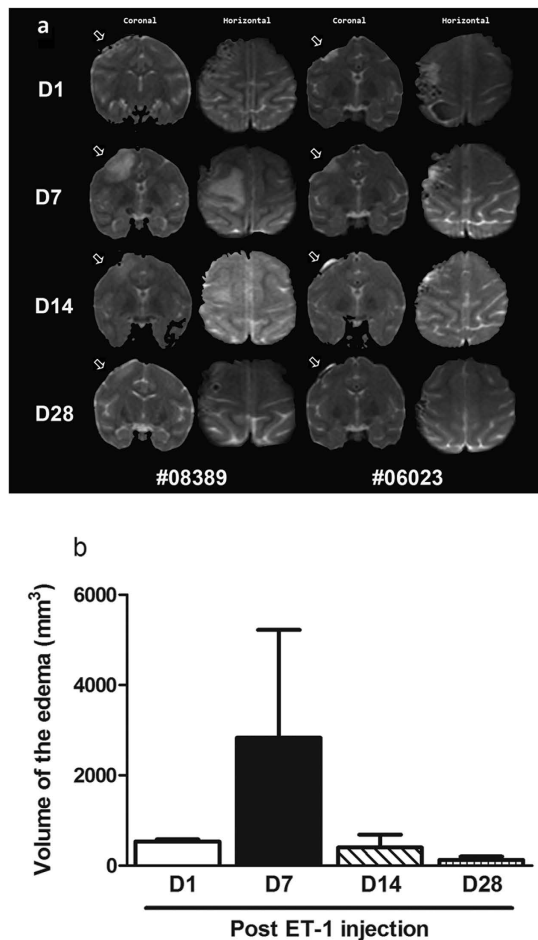 a
Coronal Horizontal Coronal Horizontal
D1
D7
D14
D28
#08389 #06023
b
Volume of the edema (mm³)
6000
4000
2000
0
D1 D7 D14 D28
Post ET-1 injection